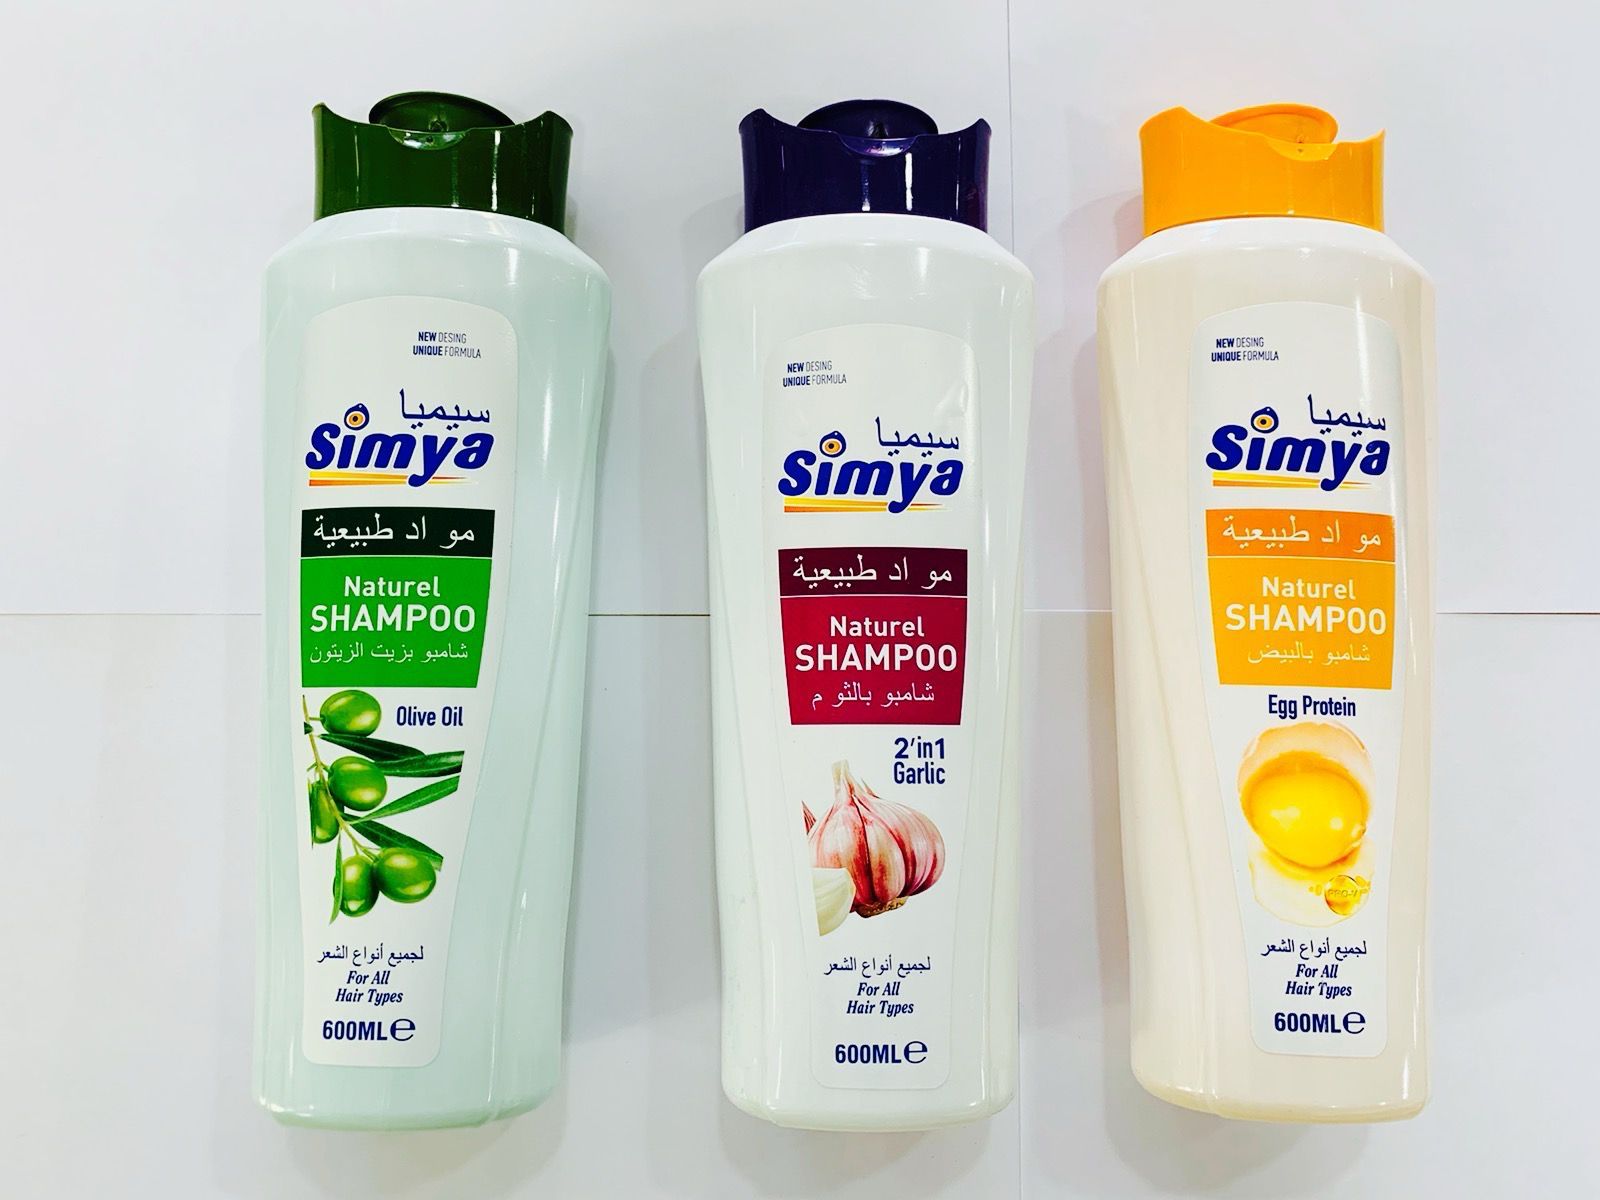 NEW DESING
UNIQUE FORMULA
سيميا
Simya
مو اد طبيعية
Naturel
SHAMPOO
شامبو بزيت الزيتون
Olive Oil
لجميع أنواع الشعر
For All
Hair Types
600ML℮
NEW DESING
UNIQUE FORMULA
سيميا
Simya
مو اد طبيعية
Naturel
SHAMPOO
شامبو بالثو م
2'in1
Garlic
لجميع أنواع الشعر
For All
Hair Types
600ML℮
NEW DESING
UNIQUE FORMULA
سيميا
Simya
مو اد طبيعية
Naturel
SHAMPOO
شامبو بالبيض
Egg Protein
PRO-V
لجميع أنواع الشعر
For All
Hair Types
600ML℮